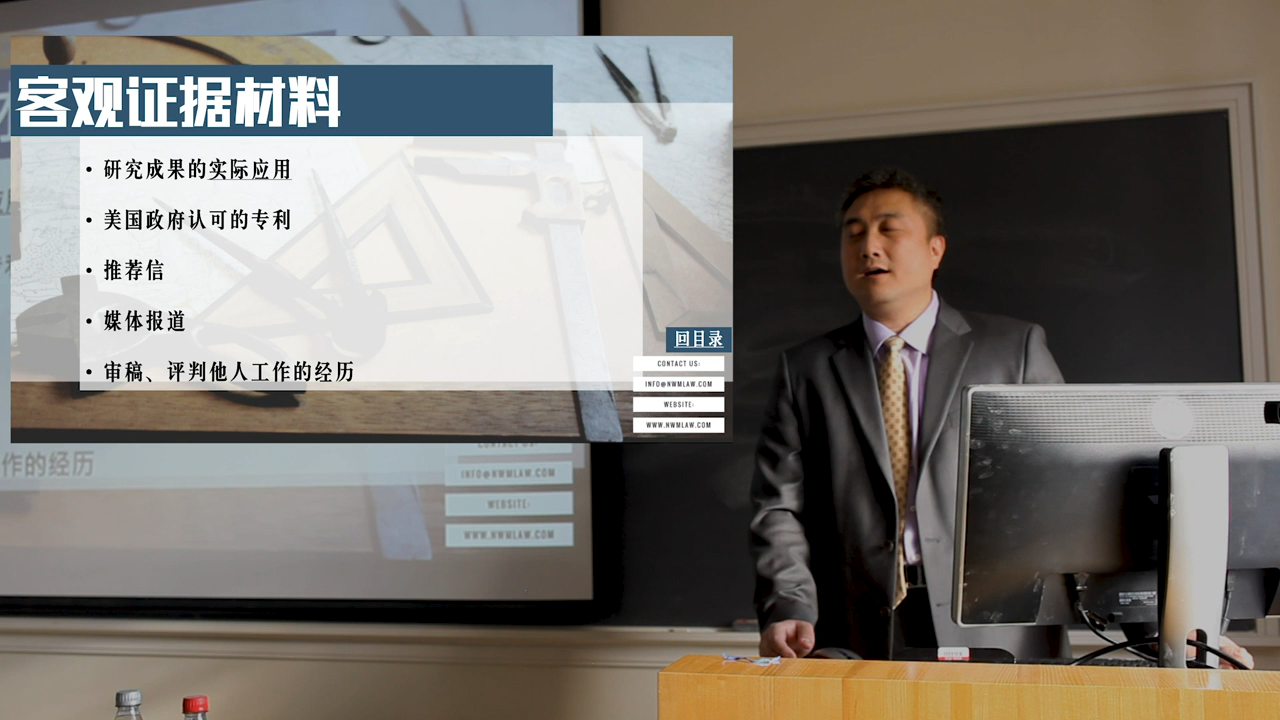 客观证据材料
• 研究成果的实际应用
• 美国政府认可的专利
• 推荐信
• 媒体报道
• 审稿、评判他人工作的经历
回目录
CONTACT US:
INFO@NWMLAW.COM
WEBSITE:
WWW.NWMLAW.COM
作的经历
CONTACT US:
INFO@NWMLAW.COM
WEBSITE:
WWW.NWMLAW.COM